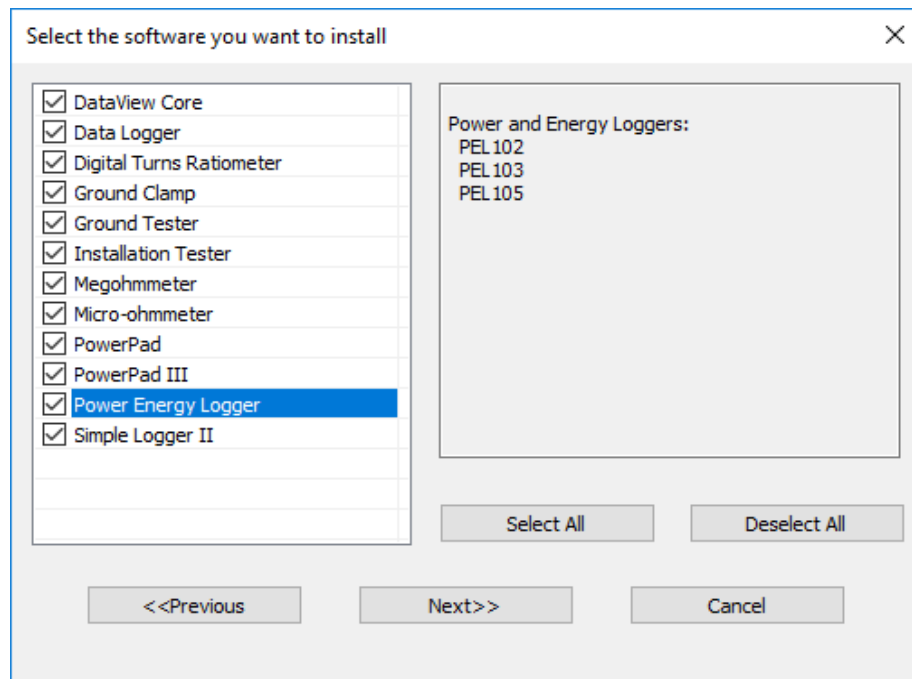 Select the software you want to install
DataView Core
Data Logger
Digital Turns Ratiometer
Ground Clamp
Ground Tester
Installation Tester
Megohmmeter
Micro-ohmmeter
PowerPad
PowerPad III
Power Energy Logger
Simple Logger II
Power and Energy Loggers:
PEL102
PEL103
PEL105
Select All
Deselect All
<<Previous
Next>>
Cancel